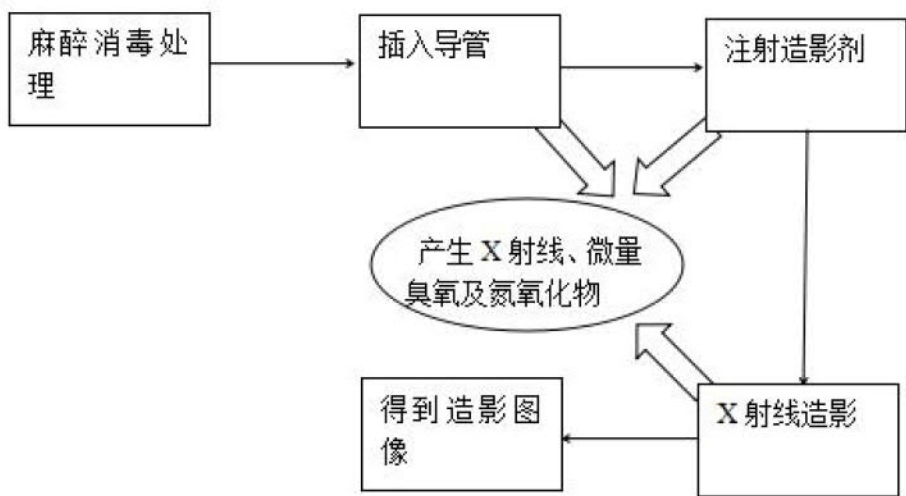 麻醉消毒处
理
插入导管
注射造影剂
产生 X 射线、微量
臭氧及氮氧化物
得到造影图
像
X 射线造影